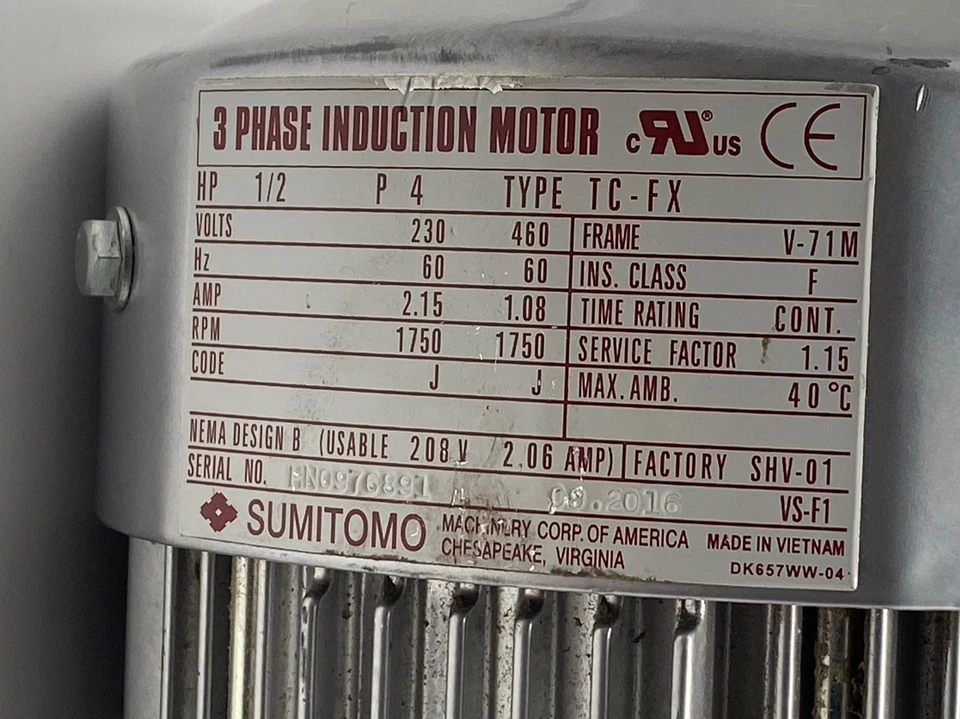 3 PHASE INDUCTION MOTOR c RU ® US CE
HP 1/2 P 4 TYPE TC-FX
VOLTS 230 460 FRAME V-71M
Hz 60 60 INS. CLASS F
AMP 2.15 1.08 TIME RATING CONT.
RPM 1750 1750 SERVICE FACTOR 1.15
CODE J J MAX. AMB. 40°C
NEMA DESIGN B (USABLE 208 V 2.06 AMP) FACTORY SHV-01
SERIAL NO. 09.2016 VS-F1
SUMITOMO MACHINERY CORP. OF AMERICA MADE IN VIETNAM
CHESAPEAKE, VIRGINIA DK657WW-04